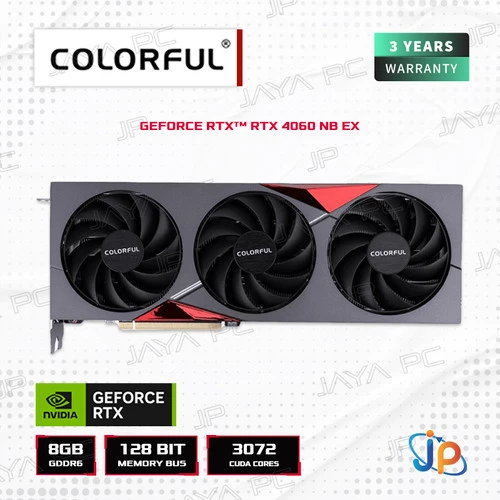 COLORFUL®
3 YEARS
WARRANTY
GEFORCE RTX™ RTX 4060 NB EX
COLORFUL
COLORFUL
COLORFUL
NVIDIA
GEFORCE
RTX
8GB
GDDR6
128 BIT
MEMORY BUS
3072
CUDA CORES
JP
JAYA PC